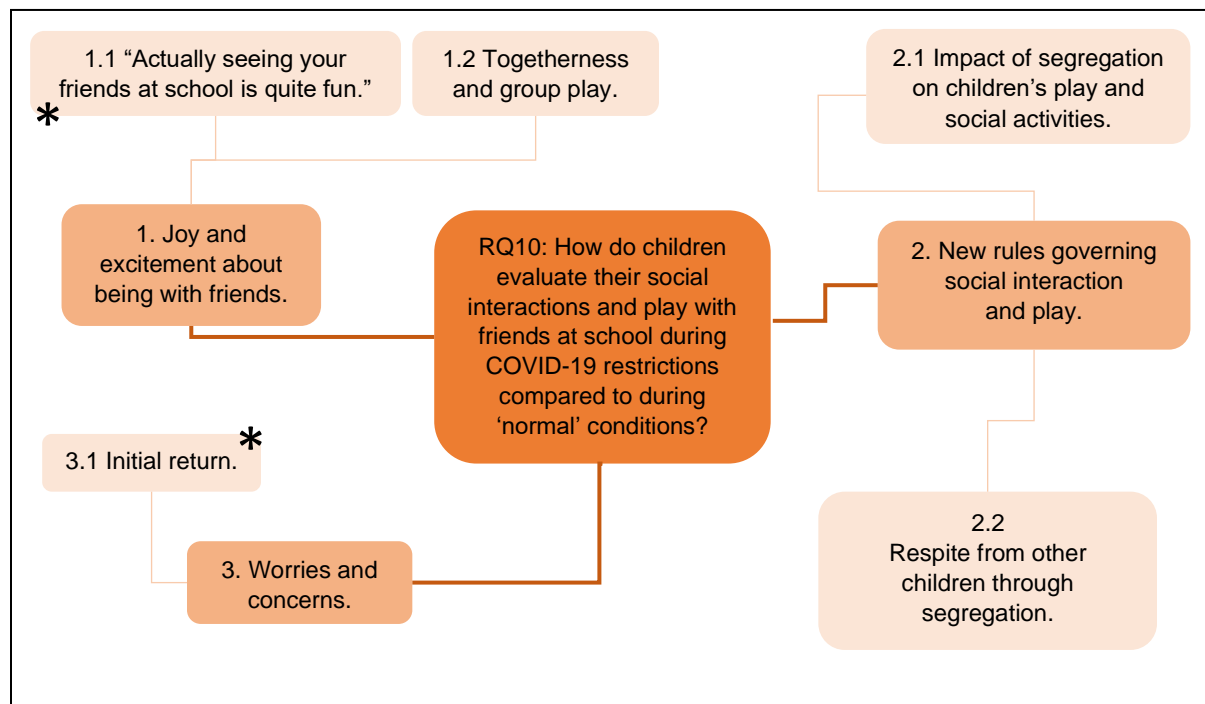 1.1 “Actually seeing your
friends at school is quite fun.”
*
1.2 Togetherness
and group play.
2.1 Impact of segregation
on children’s play and
social activities.
1. Joy and
excitement about
being with friends.
RQ10: How do children
evaluate their social
interactions and play with
friends at school during
COVID-19 restrictions
compared to during
‘normal’ conditions?
2. New rules governing
social interaction
and play.
3.1 Initial return.
*
3. Worries and
concerns.
2.2
Respite from other
children through
segregation.